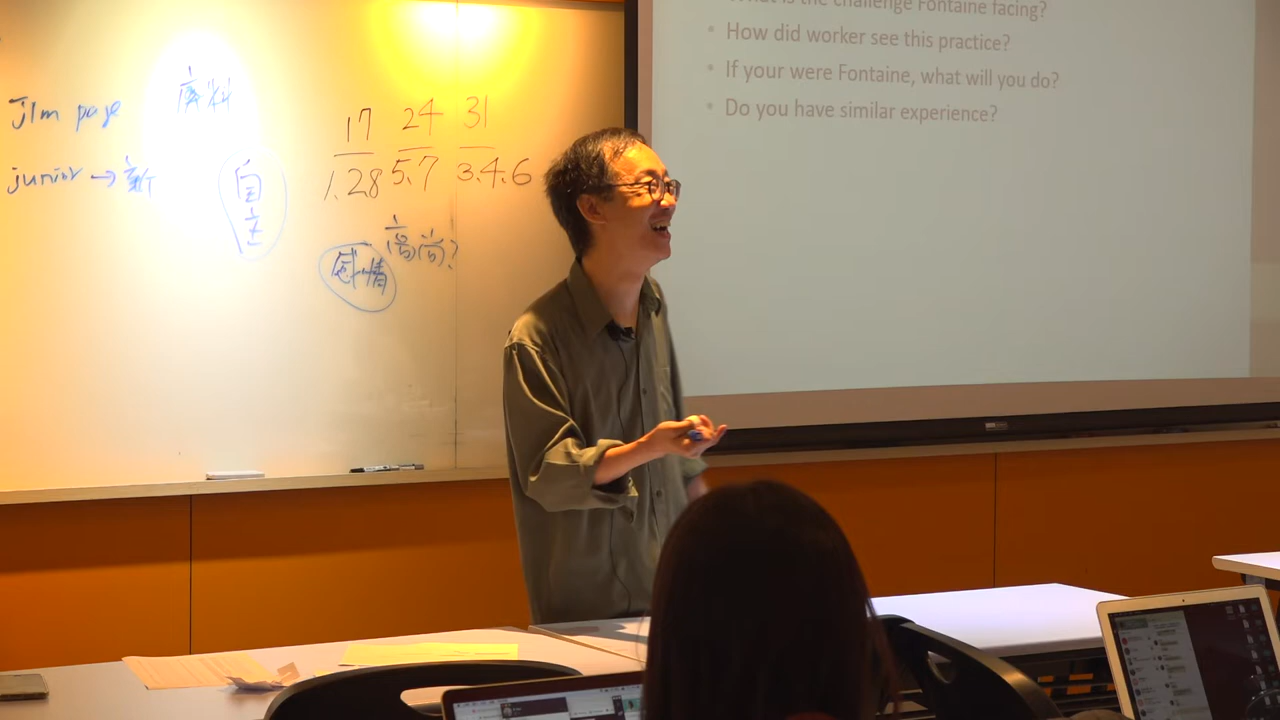 Jim page
廢料
junior → 新
自主
17 24 31
1.2.8 5.7 3.4.6
高尚?
感情
What is the challenge Fontaine facing?
• How did worker see this practice?
• If your were Fontaine, what will you do?
• Do you have similar experience?